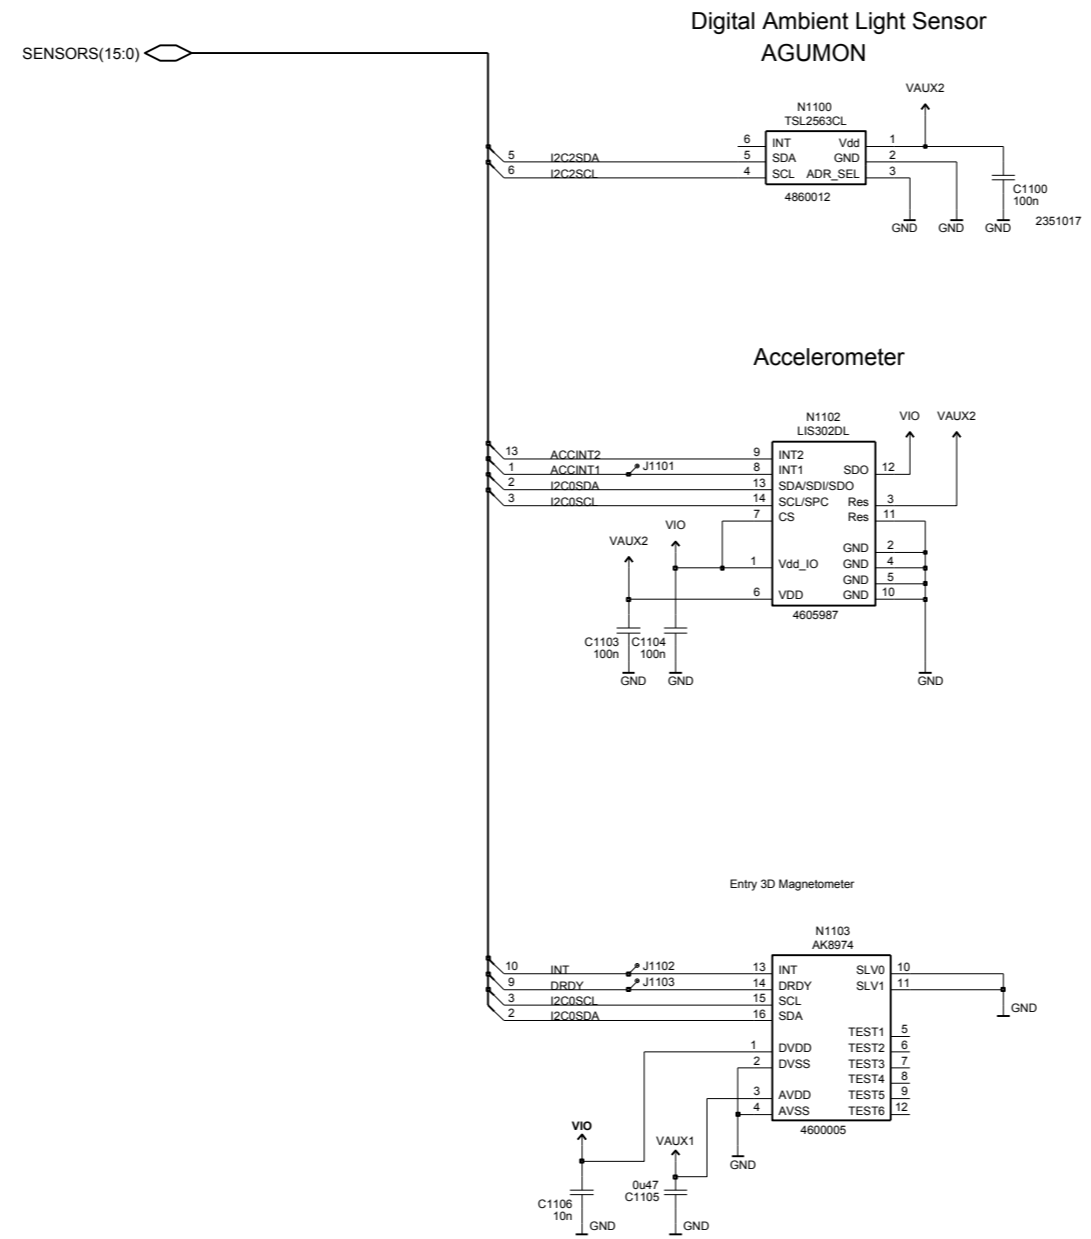 Digital Ambient Light Sensor
AGUMON
SENSORS(15:0)
VAUX2
N1100
TSL2563CL
6 INT Vdd 1
5 I2C2SDA 5 SDA GND 2
6 I2C2SCL 4 SCL ADR_SEL 3
4860012
C1100
100n
2351017
GND GND GND
Accelerometer
N1102
LIS302DL
VIO VAUX2
13 ACCINT2 9 INT2
1 ACCINT1 J1101 8 INT1 SDO 12
2 I2C0SDA 13 SDA/SDI/SDO
3 I2C0SCL 14 SCL/SPC Res 3
7 CS Res 11
VIO
VAUX2
GND 2
1 Vdd_IO GND 4
GND 5
6 VDD GND 10
4605987
C1103 C1104
100n 100n
GND GND GND
Entry 3D Magnetometer
N1103
AK8974
10 INT J1102 13 INT SLV0 10
9 DRDY J1103 14 DRDY SLV1 11
3 I2C0SCL 15 SCL
2 I2C0SDA 16 SDA
GND
TEST1 5
1 DVDD TEST2 6
2 DVSS TEST3 7
TEST4 8
3 AVDD TEST5 9
4 AVSS TEST6 12
4600005
VIO
VAUX1
GND
0u47
C1105
C1106
10n
GND GND